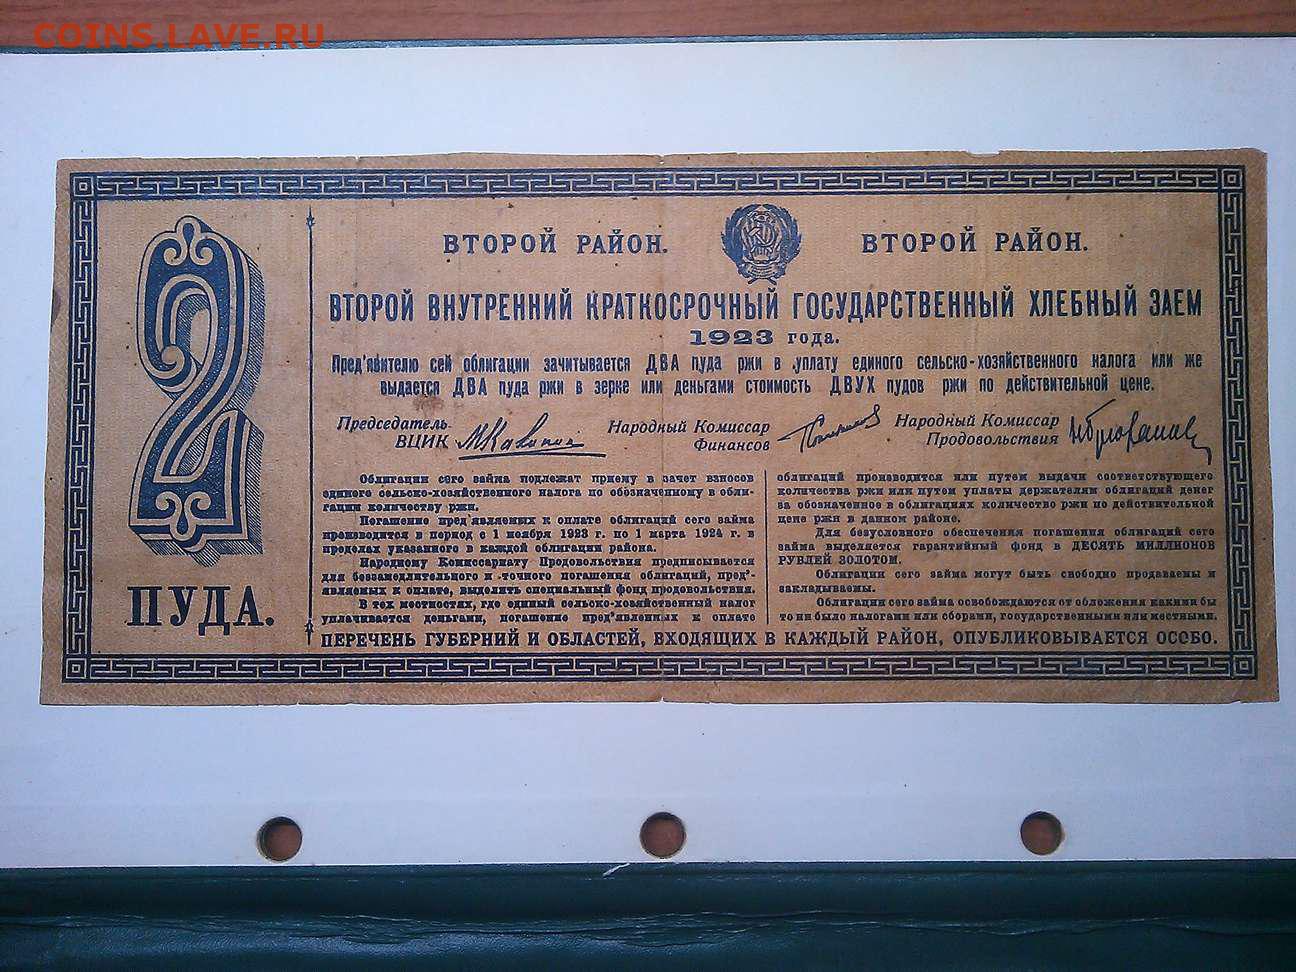 COINS.LAVE.RU
ВТОРОЙ РАЙОН.
ВТОРОЙ РАЙОН.
2
ПУДА.
ВТОРОЙ ВНУТРЕННИЙ КРАТКОСРОЧНЫЙ ГОСУДАРСТВЕННЫЙ ХЛЕБНЫЙ ЗАЕМ
1923 года.
Пред'явителю сей облигации зачитывается ДВА пуда ржи в уплату единого сельско-хозяйственного налога или же
выдается ДВА пуда ржи в зерке или деньгами стоимость ДВУХ пудов ржи по действительной цене.
Председатель
ВЦИК
М Калинин
Народный Комиссар
Финансов
Народный Комиссар
Продовольствия
НБрюханов
Облигации сего займа подлежат приему в зачет взносов
единого сельско-хозяйственного налога по обозначенному в обли-
гации количеству ржи.
Погашение пред'являемых к оплате облигаций сего займа
производится в период с 1 ноября 1923 г. по 1 марта 1924 г. в
пределах указанного в каждой облигации района.
Народному Комиссариату Продовольствия предписывается
для беззамедлительного и точного погашения облигаций, пред'-
являемых к оплате, выделить специальный фонд продовольствия.
В тех местностях, где единый сельско-хозяйственный налог
уплачивается деньгами, погашение пред'явленных к оплате
облигаций производится или путем выдачи соответствующего
количества ржи или путем уплаты держателям облигаций денег
за обозначенное в облигациях количество ржи по действительной
цене ржи в данном районе.
Для безусловного обеспечения погашения облигаций сего
займа выделяется гарантийный фонд в ДЕСЯТЬ МИЛЛИОНОВ
РУБЛЕЙ ЗОЛОТОМ.
Облигации сего займа могут быть свободно продаваемы и
закладываемы.
Облигации сего займа освобождаются от обложения какими бы
то ни было налогами или сборами, государственными или местными.
ПЕРЕЧЕНЬ ГУБЕРНИЙ И ОБЛАСТЕЙ, ВХОДЯЩИХ В КАЖДЫЙ РАЙОН, ОПУБЛИКОВЫВАЕТСЯ ОСОБО.